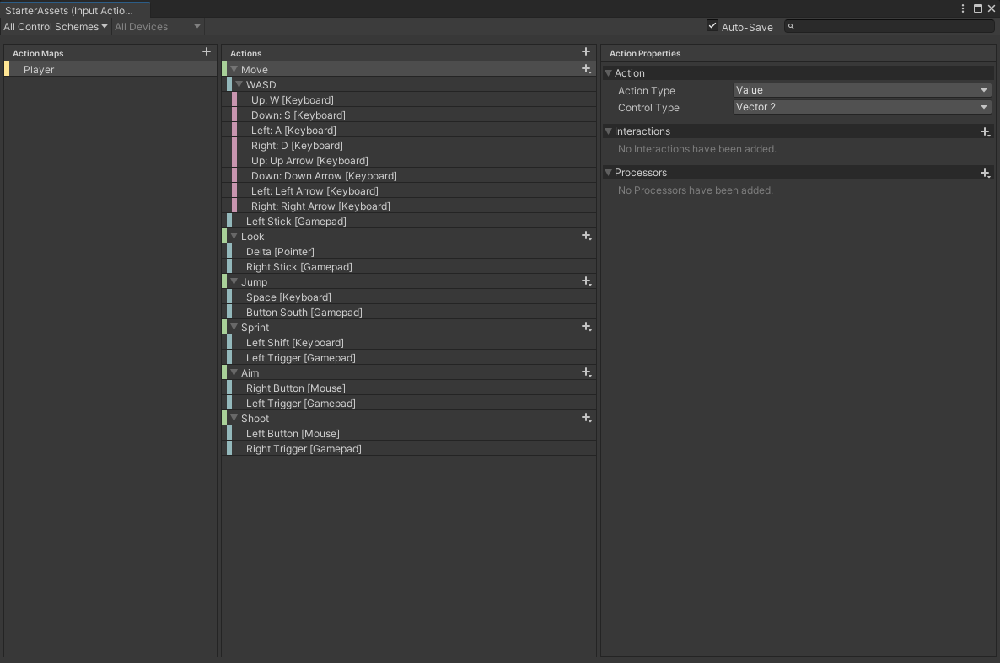 StarterAssets (Input Actio...
All Control Schemes
All Devices
Auto-Save
Action Maps
Player
Actions
Move
WASD
Up: W [Keyboard]
Down: S [Keyboard]
Left: A [Keyboard]
Right: D [Keyboard]
Up: Up Arrow [Keyboard]
Down: Down Arrow [Keyboard]
Left: Left Arrow [Keyboard]
Right: Right Arrow [Keyboard]
Left Stick [Gamepad]
Look
Delta [Pointer]
Right Stick [Gamepad]
Jump
Space [Keyboard]
Button South [Gamepad]
Sprint
Left Shift [Keyboard]
Left Trigger [Gamepad]
Aim
Right Button [Mouse]
Left Trigger [Gamepad]
Shoot
Left Button [Mouse]
Right Trigger [Gamepad]
Action Properties
Action
Action Type Value
Control Type Vector 2
Interactions
No Interactions have been added.
Processors
No Processors have been added.